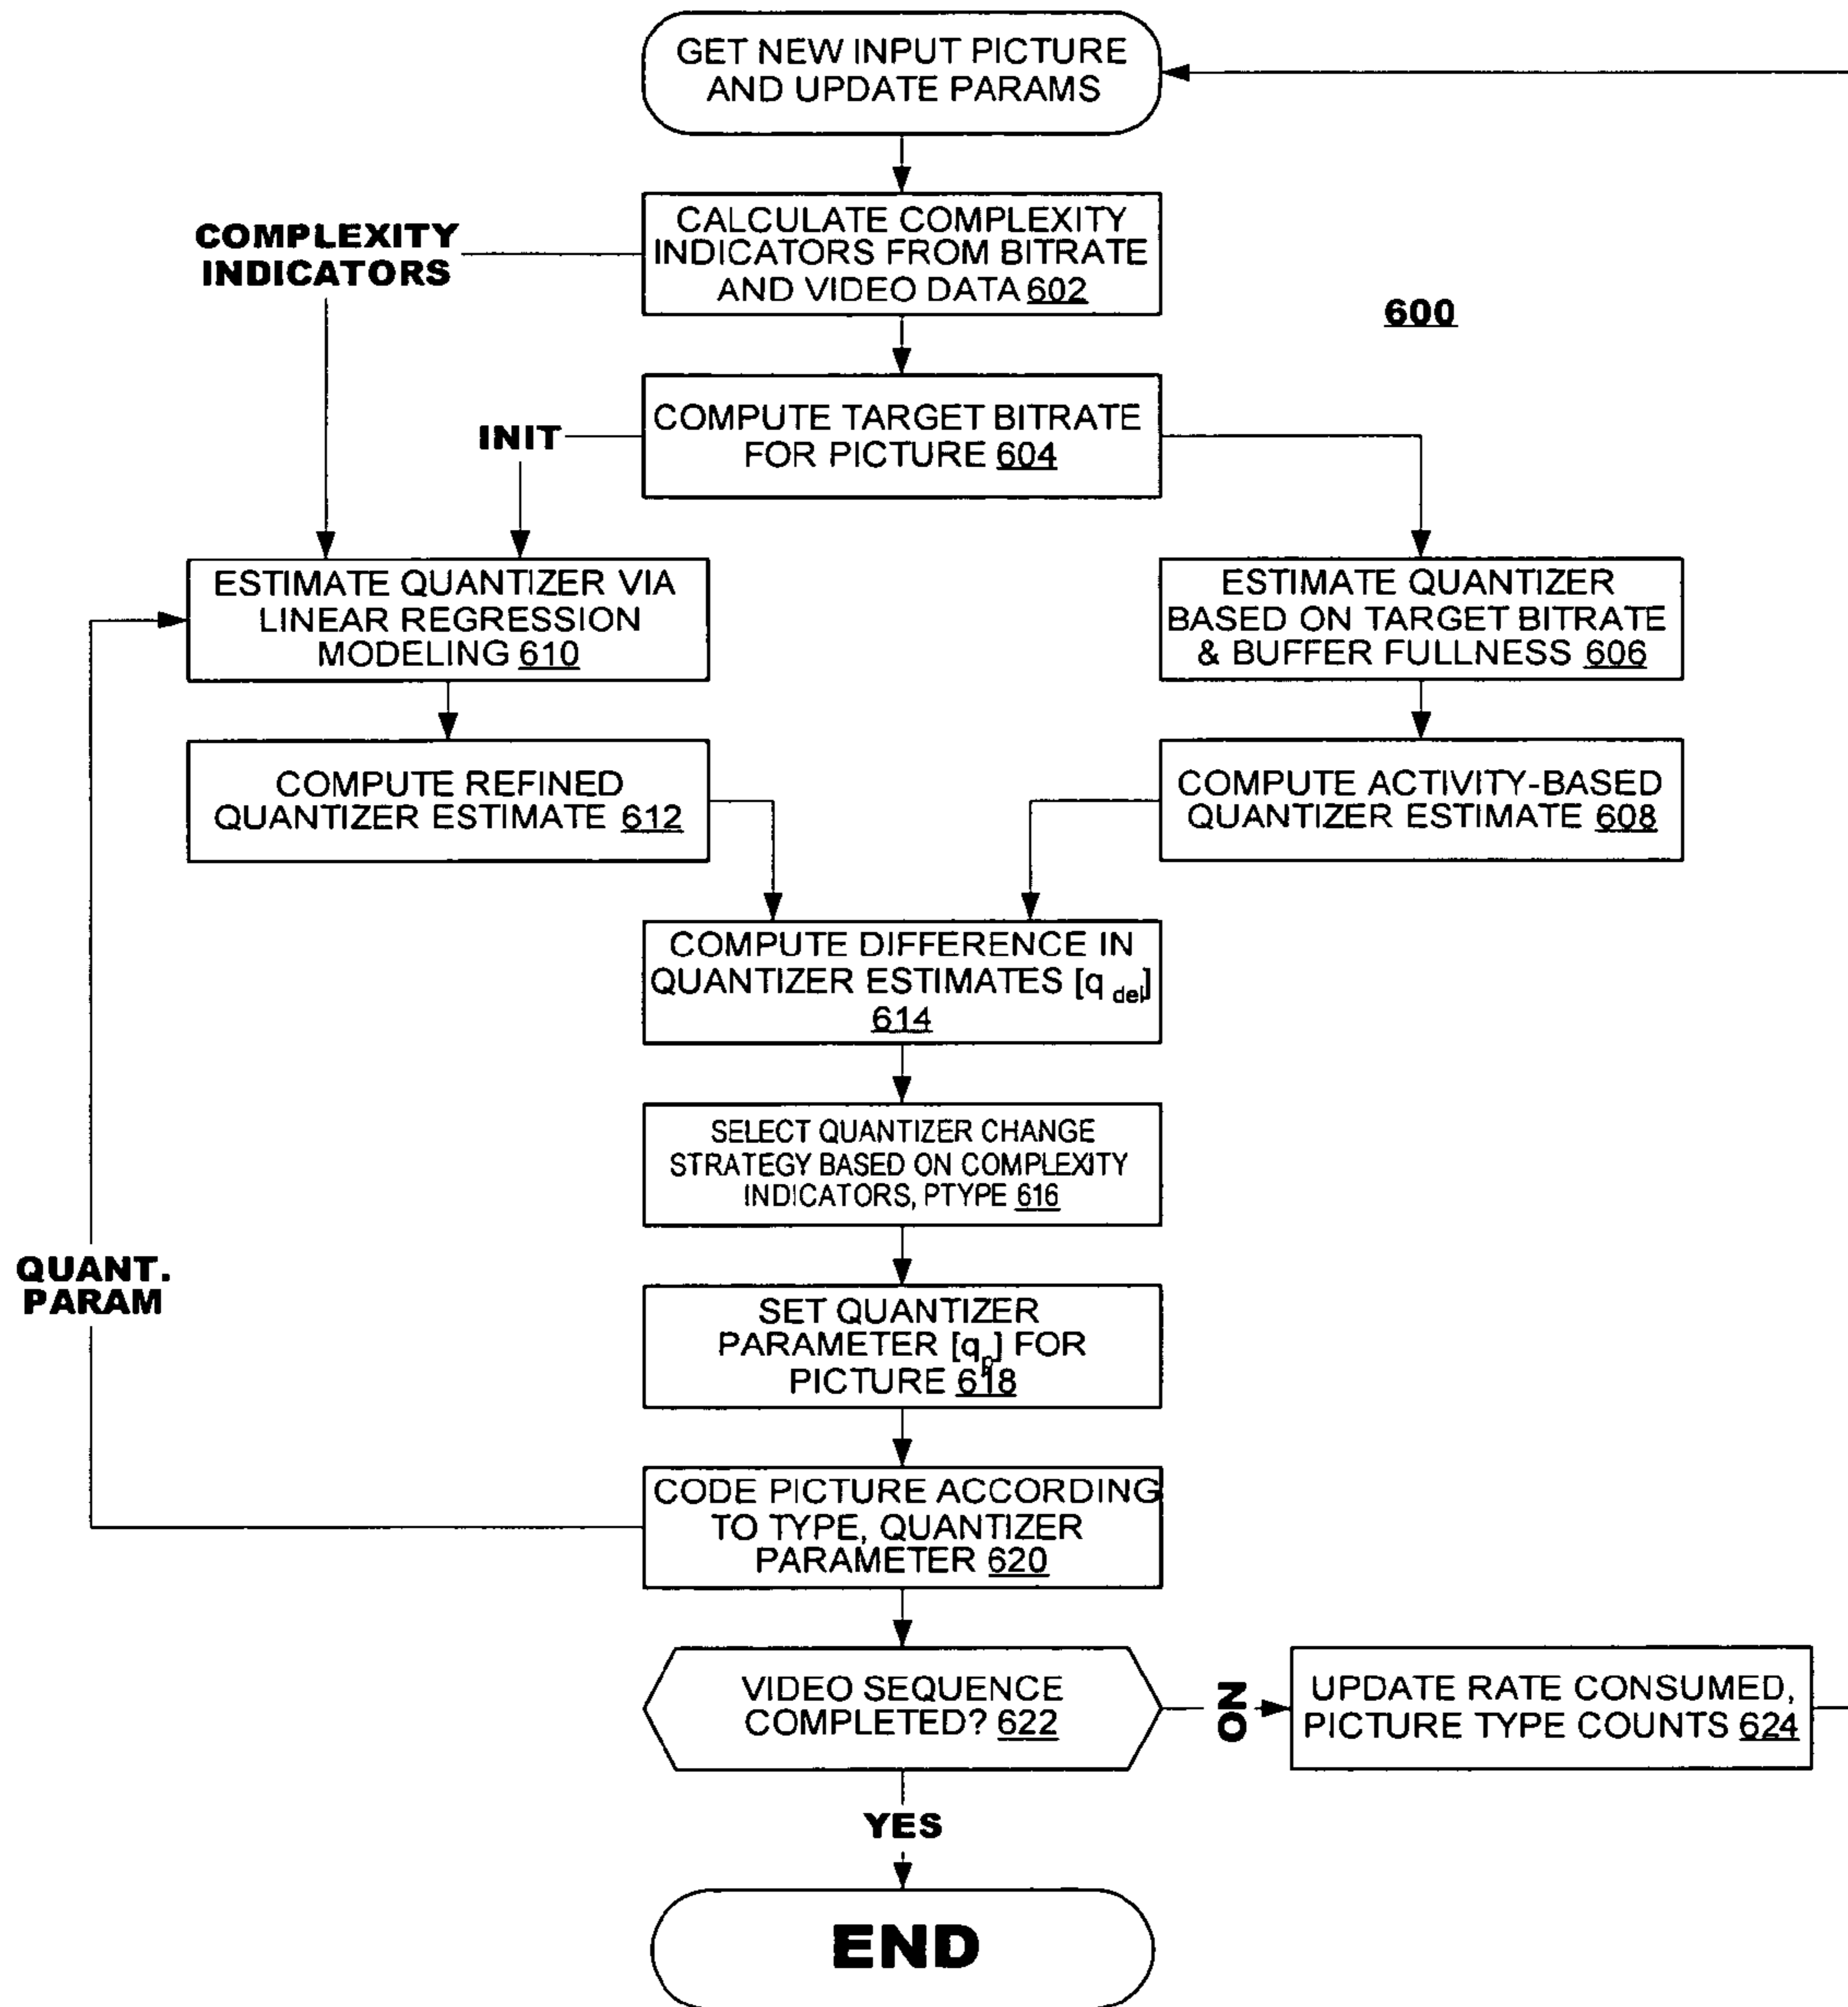 GET NEW INPUT PICTURE
AND UPDATE PARAMS
CALCULATE COMPLEXITY
INDICATORS FROM BITRATE
AND VIDEO DATA 602
COMPLEXITY
INDICATORS
600
COMPUTE TARGET BITRATE
FOR PICTURE 604
INIT
ESTIMATE QUANTIZER VIA
LINEAR REGRESSION
MODELING 610
ESTIMATE QUANTIZER
BASED ON TARGET BITRATE
& BUFFER FULLNESS 606
COMPUTE REFINED
QUANTIZER ESTIMATE 612
COMPUTE ACTIVITY-BASED
QUANTIZER ESTIMATE 608
COMPUTE DIFFERENCE IN
QUANTIZER ESTIMATES [q del]
614
SELECT QUANTIZER CHANGE
STRATEGY BASED ON COMPLEXITY
INDICATORS, PTYPE 616
QUANT.
PARAM
SET QUANTIZER
PARAMETER [qp] FOR
PICTURE 618
CODE PICTURE ACCORDING
TO TYPE, QUANTIZER
PARAMETER 620
VIDEO SEQUENCE
COMPLETED? 622
NO
UPDATE RATE CONSUMED,
PICTURE TYPE COUNTS 624
YES
END